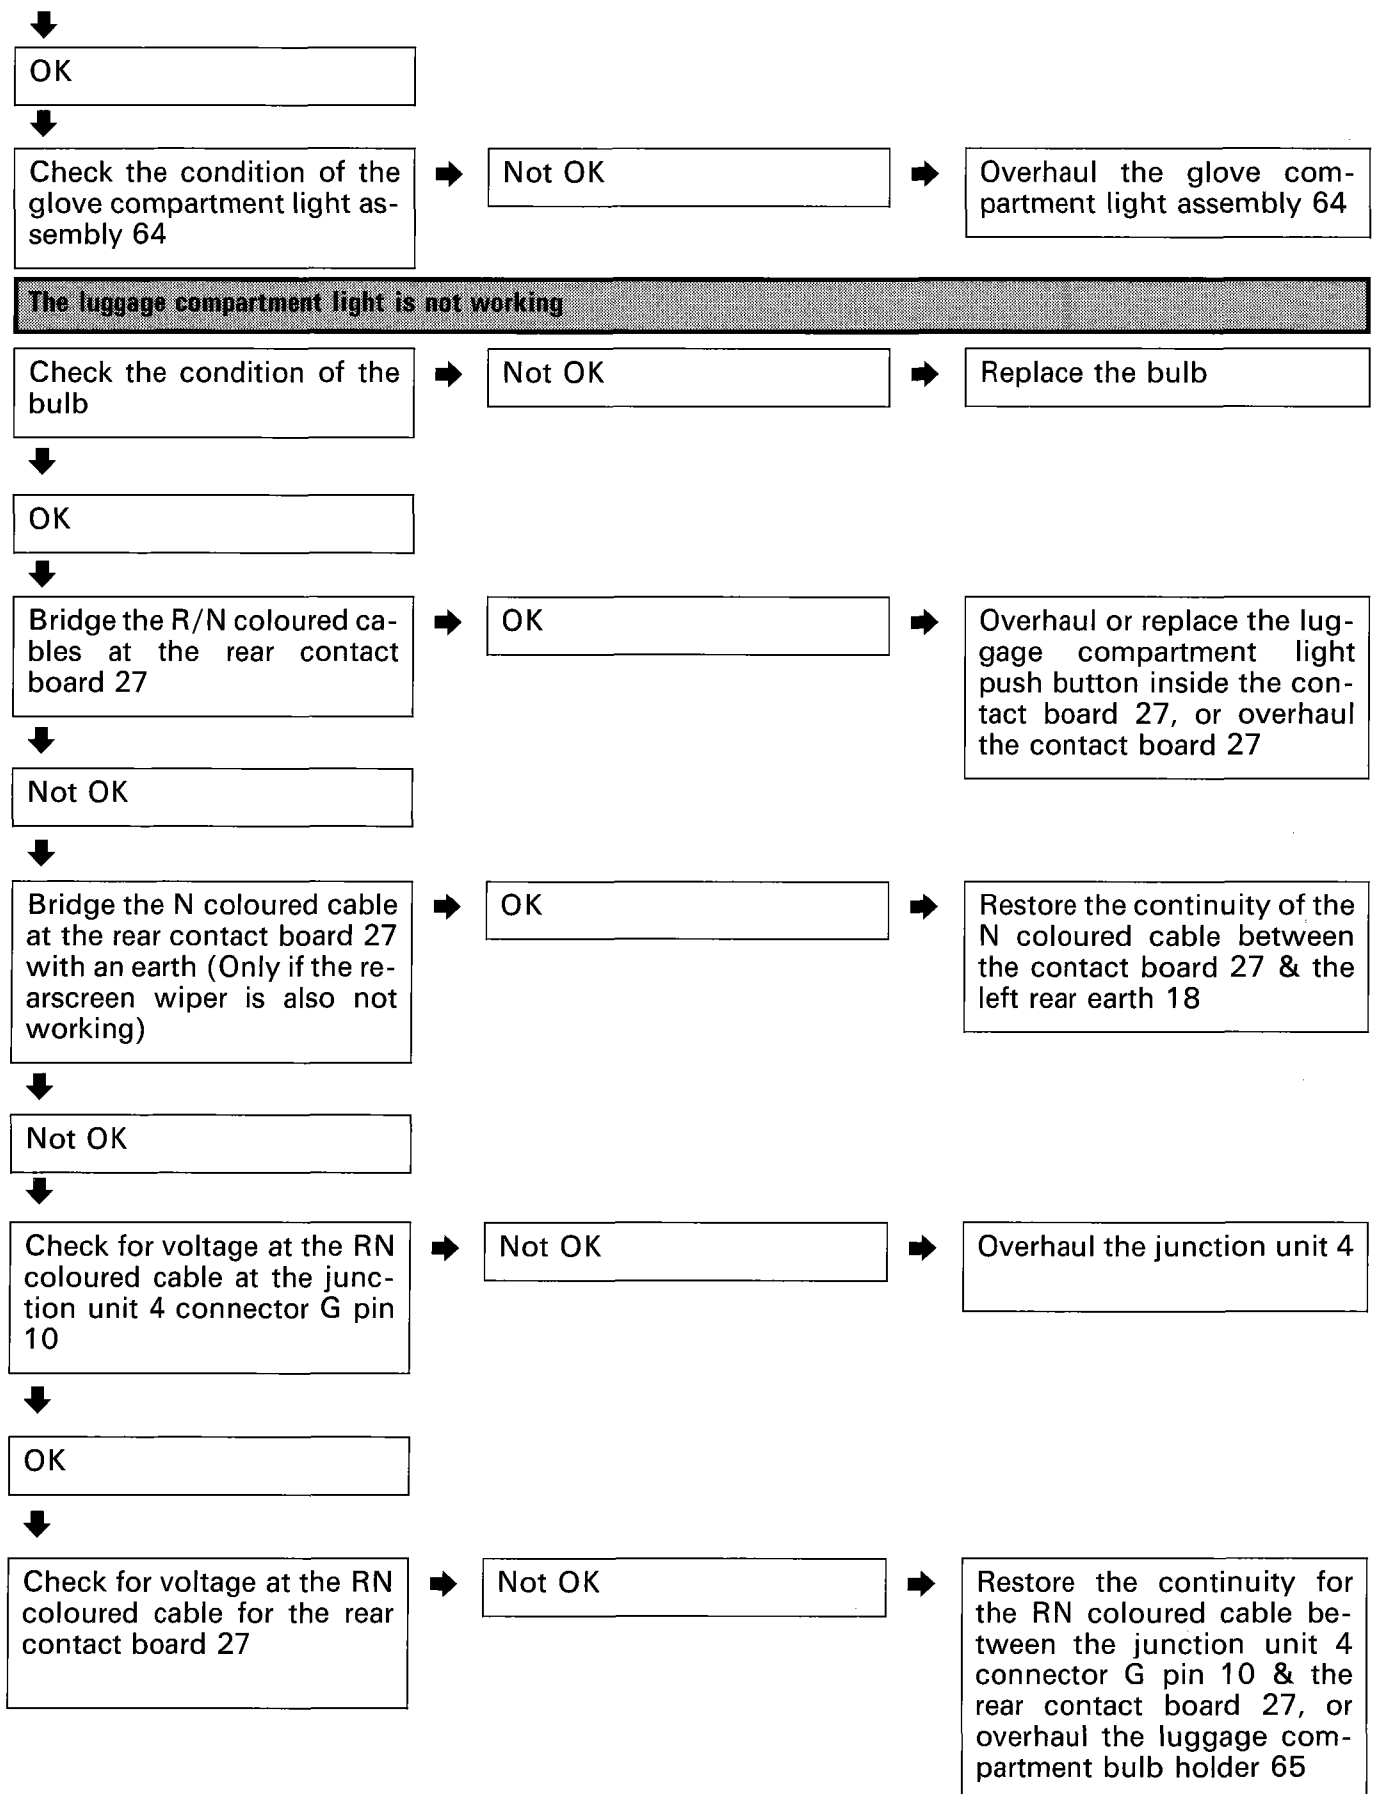 OK
Check the condition of the
glove compartment light as-
sembly 64
Not OK
Overhaul the glove com-
partment light assembly 64
The luggage compartment light is not working
Check the condition of the
bulb
Not OK
Replace the bulb
OK
Bridge the R/N coloured ca-
bles at the rear contact
board 27
OK
Overhaul or replace the lug-
gage compartment light
push button inside the con-
tact board 27, or overhaul
the contact board 27
Not OK
Bridge the N coloured cable
at the rear contact board 27
with an earth (Only if the re-
arscreen wiper is also not
working)
OK
Restore the continuity of the
N coloured cable between
the contact board 27 & the
left rear earth 18
Not OK
Check for voltage at the RN
coloured cable at the junc-
tion unit 4 connector G pin
10
Not OK
Overhaul the junction unit 4
OK
Check for voltage at the RN
coloured cable for the rear
contact board 27
Not OK
Restore the continuity for
the RN coloured cable be-
tween the junction unit 4
connector G pin 10 & the
rear contact board 27, or
overhaul the luggage com-
partment bulb holder 65